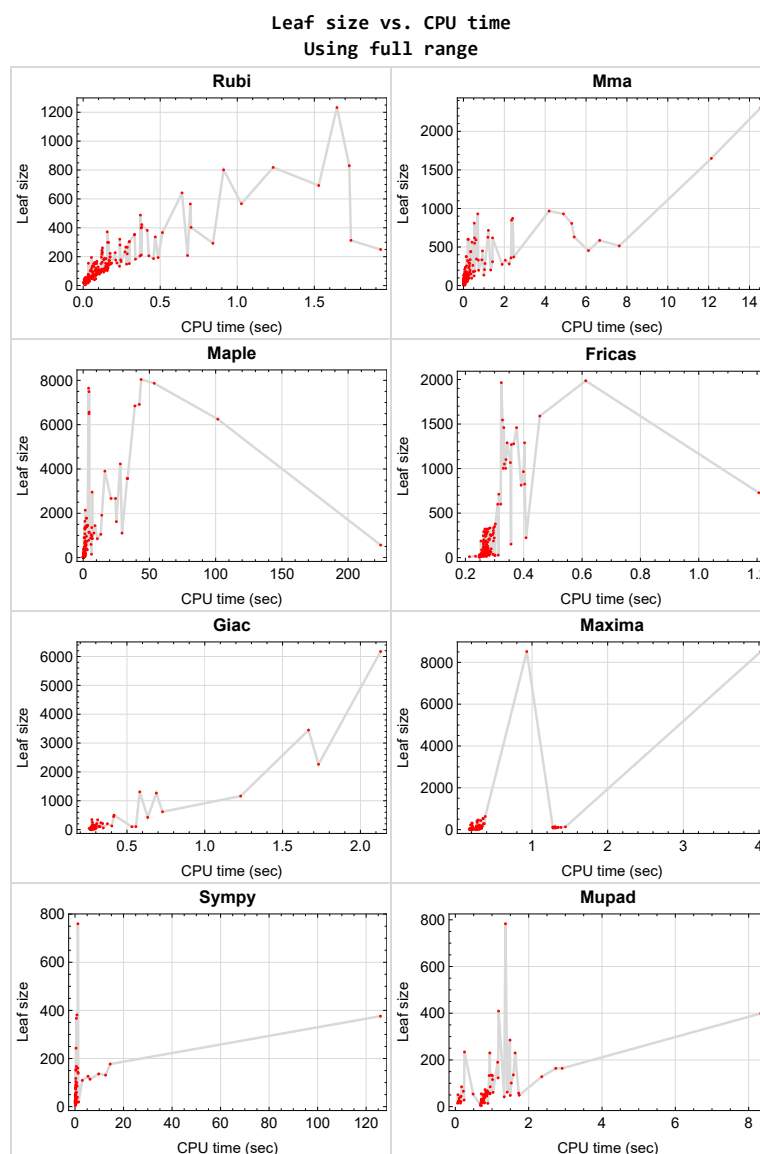 Leaf size vs. CPU time
Using full range
Rubi
1200
1000
800
600
400
200
0
0.0 0.5 1.0 1.5
Leaf size
CPU time (sec)
Mma
2000
1500
1000
500
0
0 2 4 6 8 10 12 14
Leaf size
CPU time (sec)
Maple
8000
6000
4000
2000
0
0 50 100 150 200
Leaf size
CPU time (sec)
Fricas
2000
1500
1000
500
0
0.2 0.4 0.6 0.8 1.0
Leaf size
CPU time (sec)
Giac
6000
5000
4000
3000
2000
1000
0
0.5 1.0 1.5 2.0
Leaf size
CPU time (sec)
Maxima
8000
6000
4000
2000
0
1 2 3 4
Leaf size
CPU time (sec)
Sympy
800
600
400
200
0
0 20 40 60 80 100 120
Leaf size
CPU time (sec)
Mupad
800
600
400
200
0
0 2 4 6 8
Leaf size
CPU time (sec)